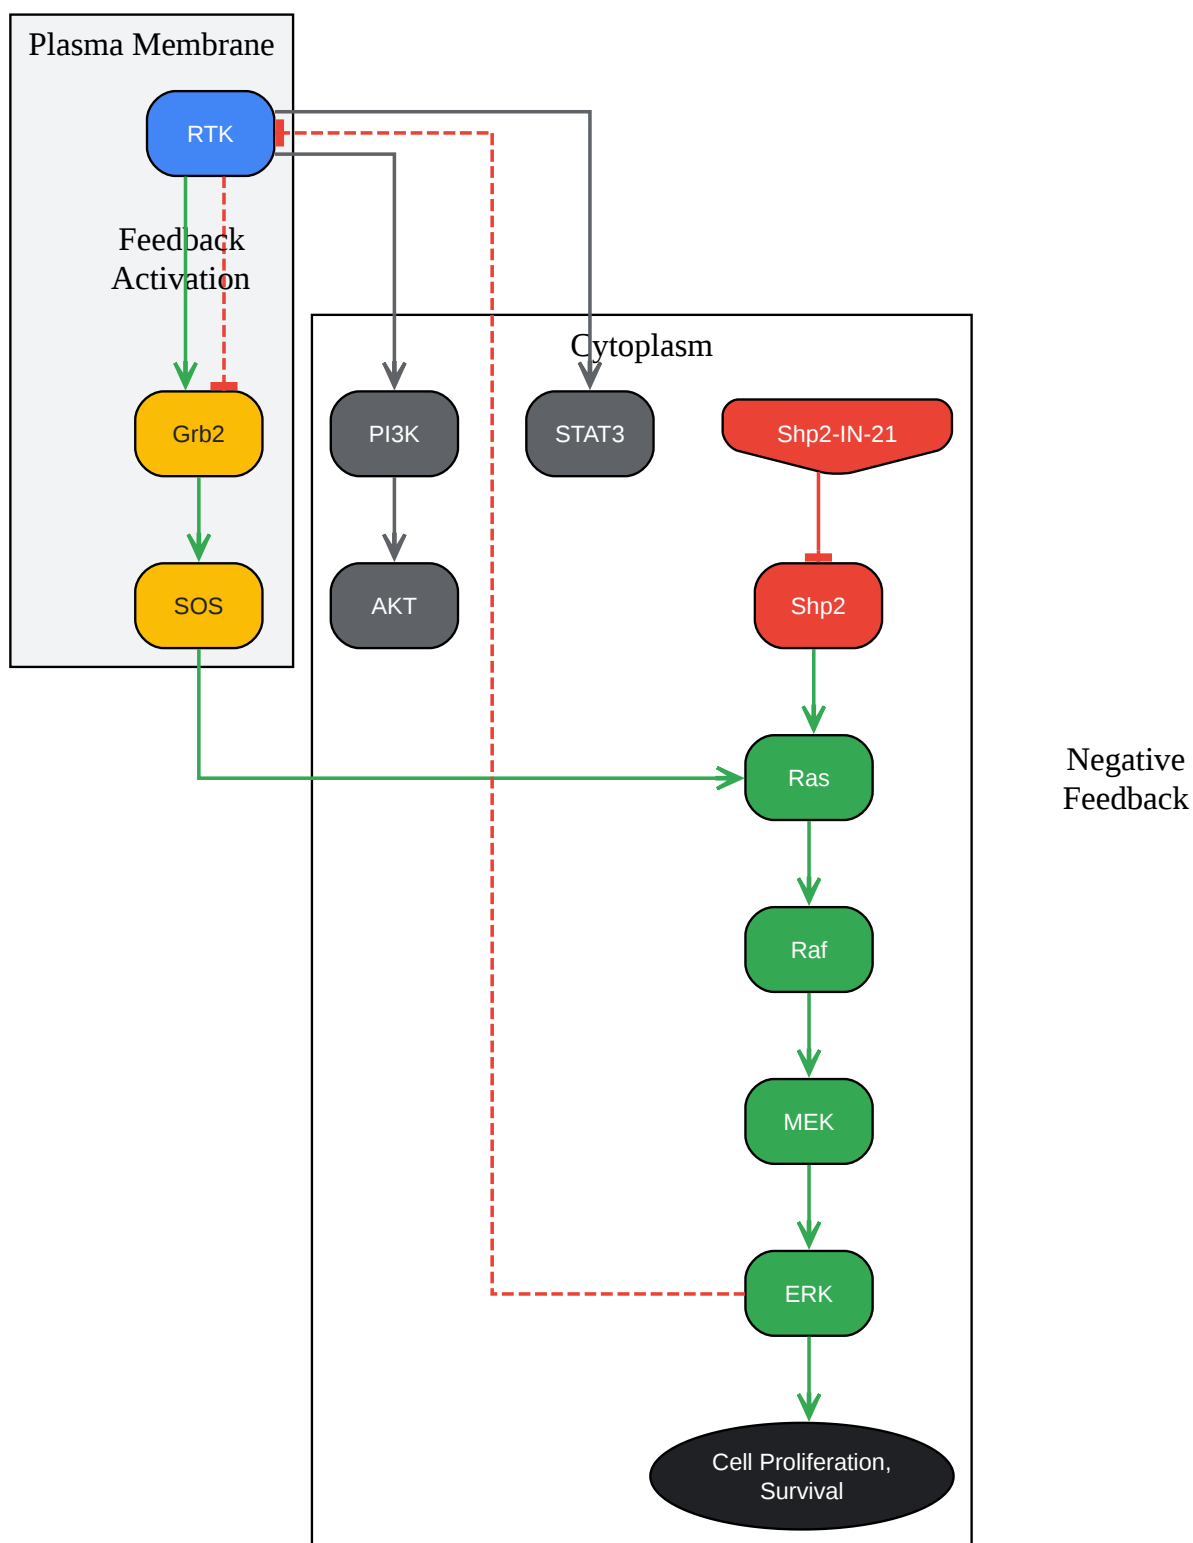 Plasma Membrane
RTK
Feedback
Activation
Cytoplasm
Grb2
PI3K
STAT3
Shp2-IN-21
SOS
AKT
Shp2
Ras
Negative
Feedback
Raf
MEK
ERK
Cell Proliferation,
Survival